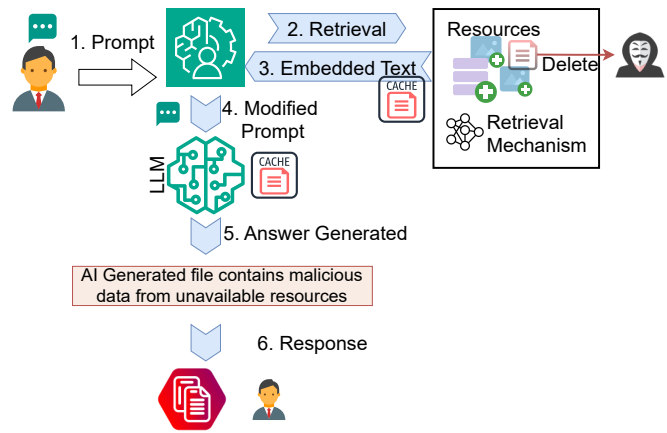 1. Prompt
2. Retrieval
3. Embedded Text
CACHE
Resources
Delete
Retrieval
Mechanism
4. Modified
Prompt
LLM
CACHE
5. Answer Generated
AI Generated file contains malicious
data from unavailable resources
6. Response